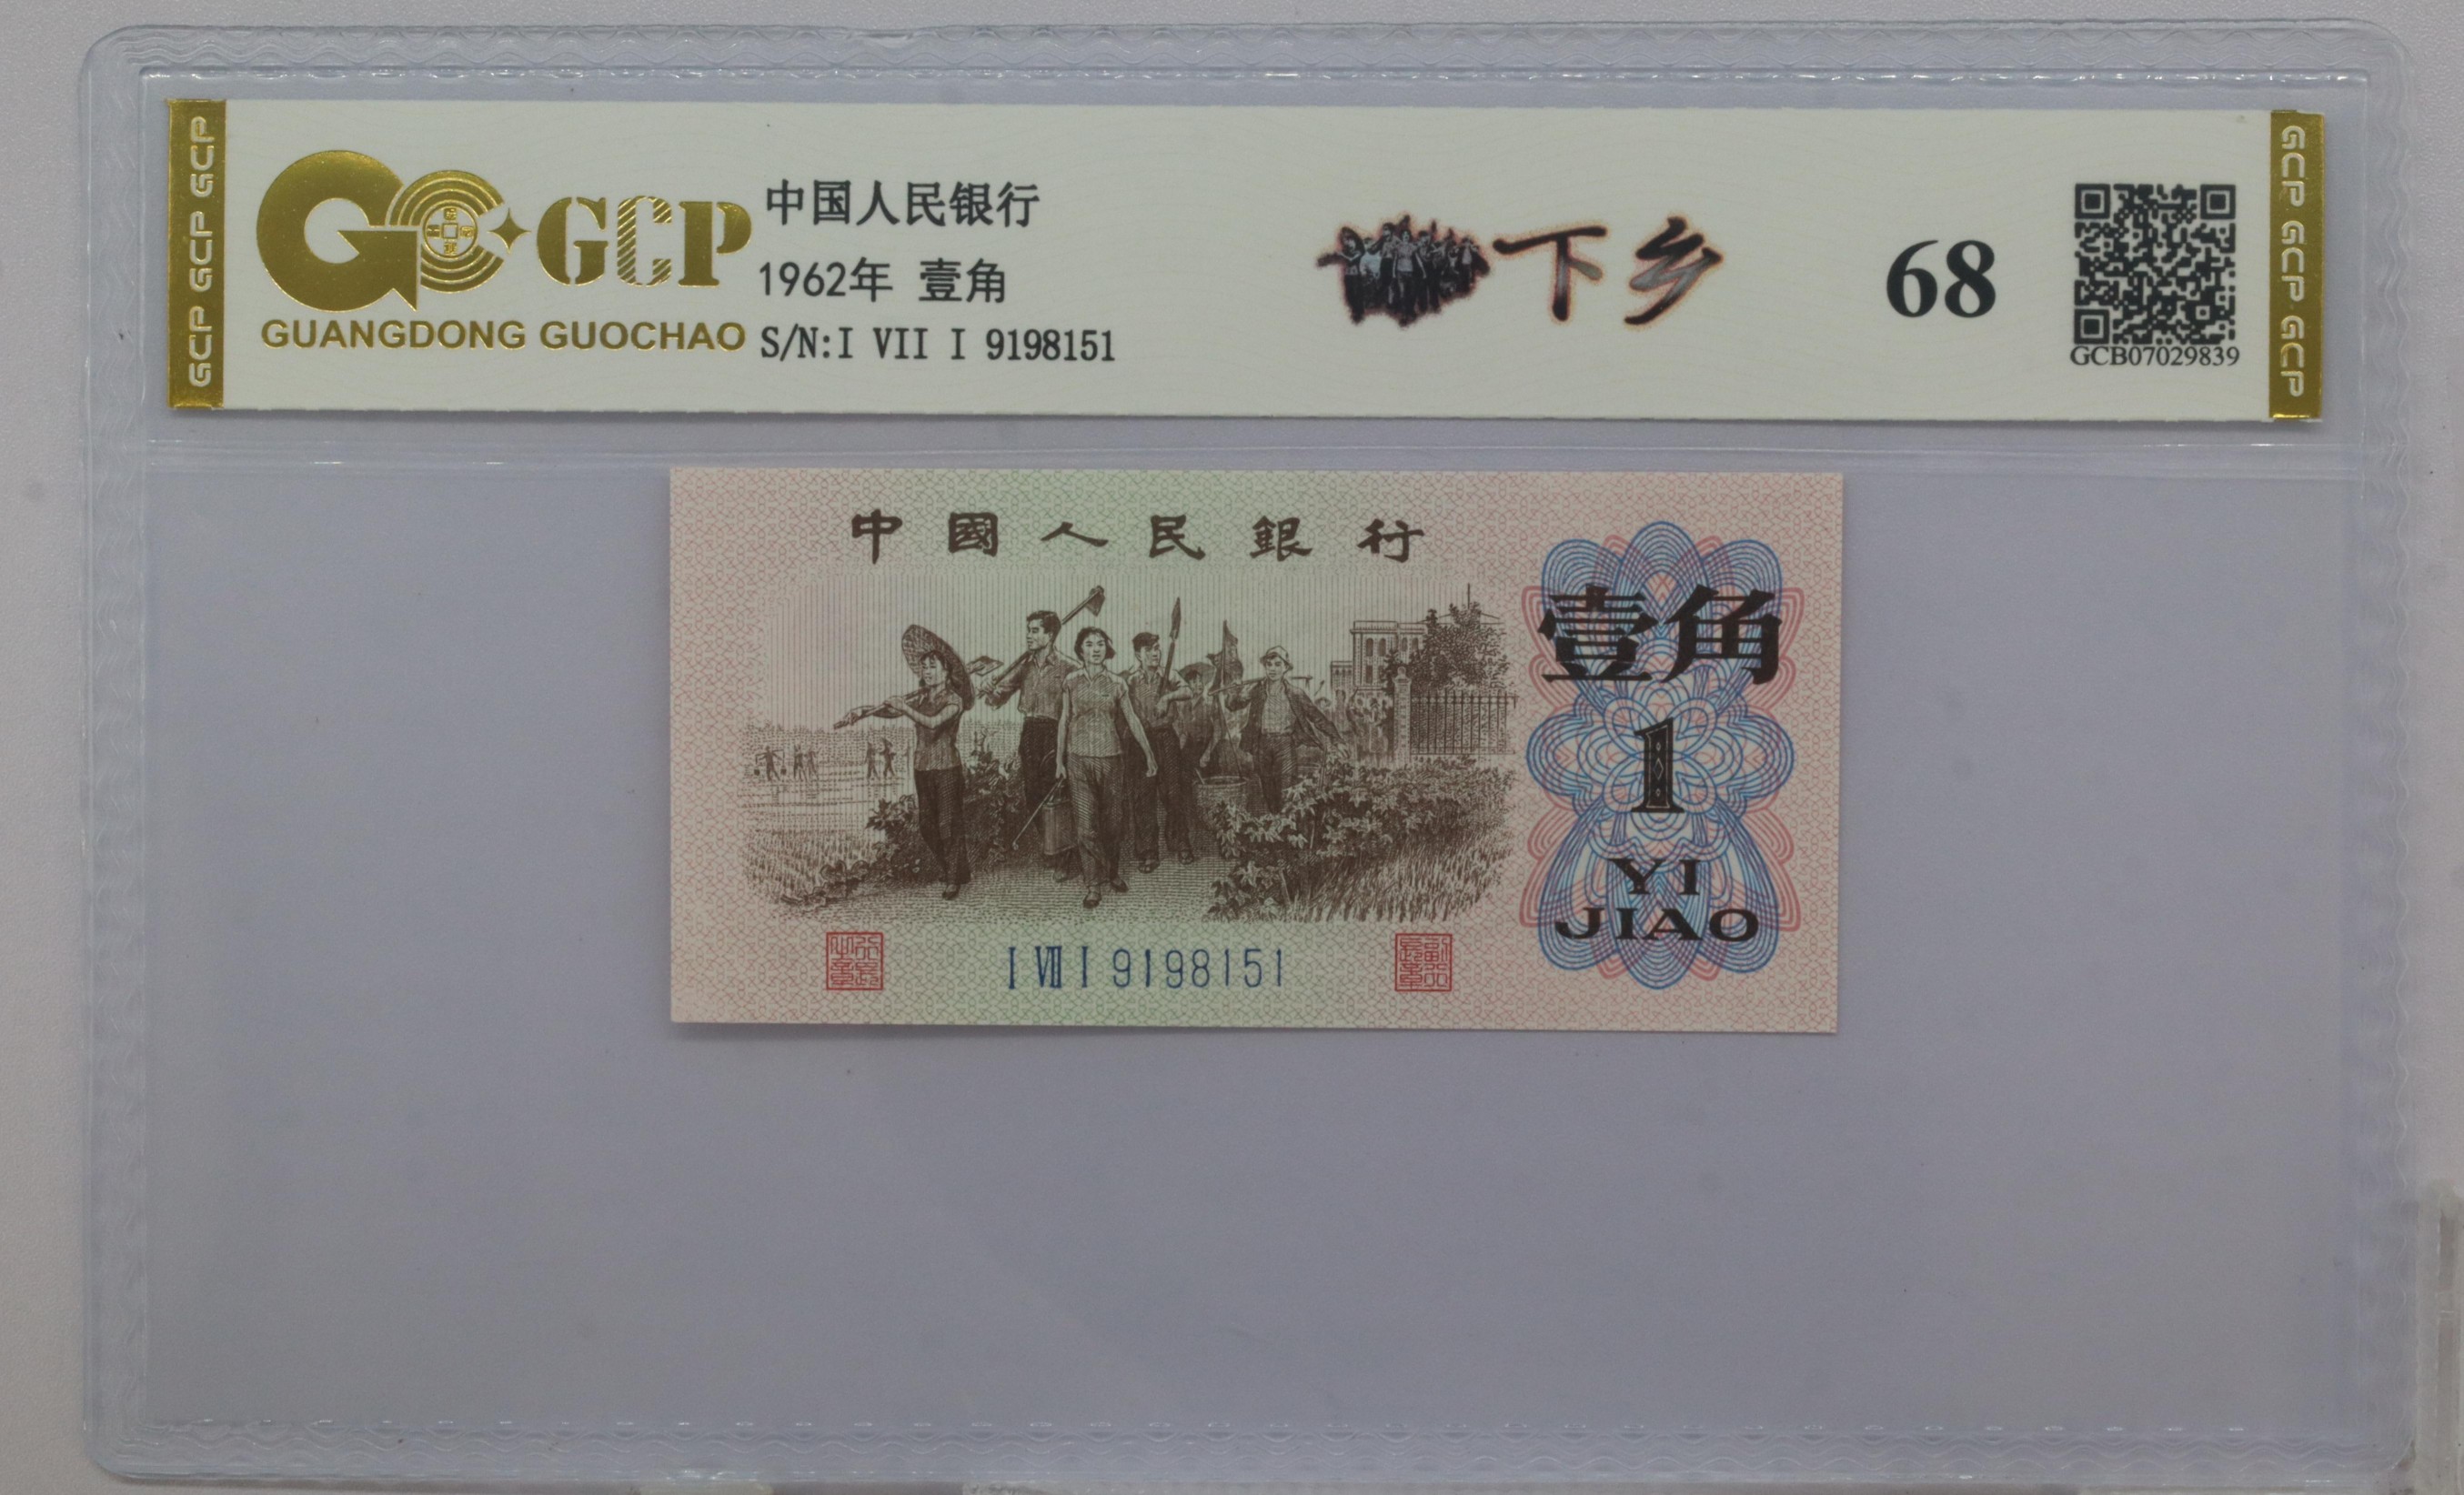 GCP GCP GCP
GCP
GUANGDONG GUOCHAO
中国人民银行
1962年 壹角
S/N:I VII I 9198151
下乡
68
GCB07029839
GCP GCP GCP
中國人民銀行
壹角
1
YI
JIAO
I VII I 9198151